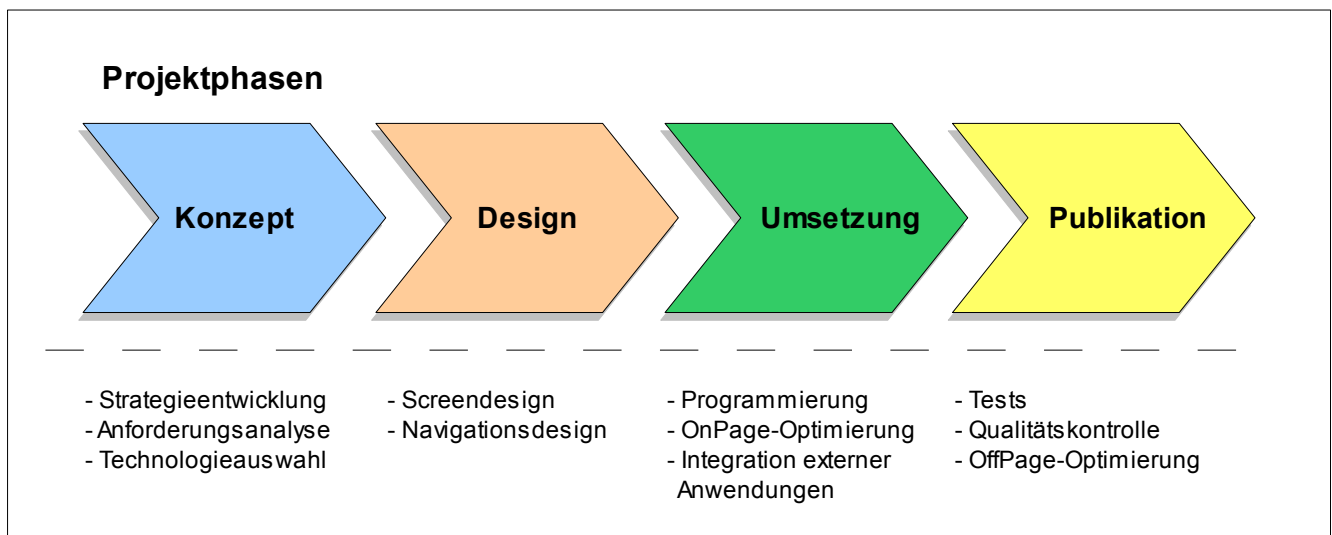 Projektphasen
Konzept
Design
Umsetzung
Publikation
- Strategieentwicklung
- Anforderungsanalyse
- Technologieauswahl
- Screendesign
- Navigationsdesign
- Programmierung
- OnPage-Optimierung
- Integration externer
Anwendungen
- Tests
- Qualitätskontrolle
- OffPage-Optimierung